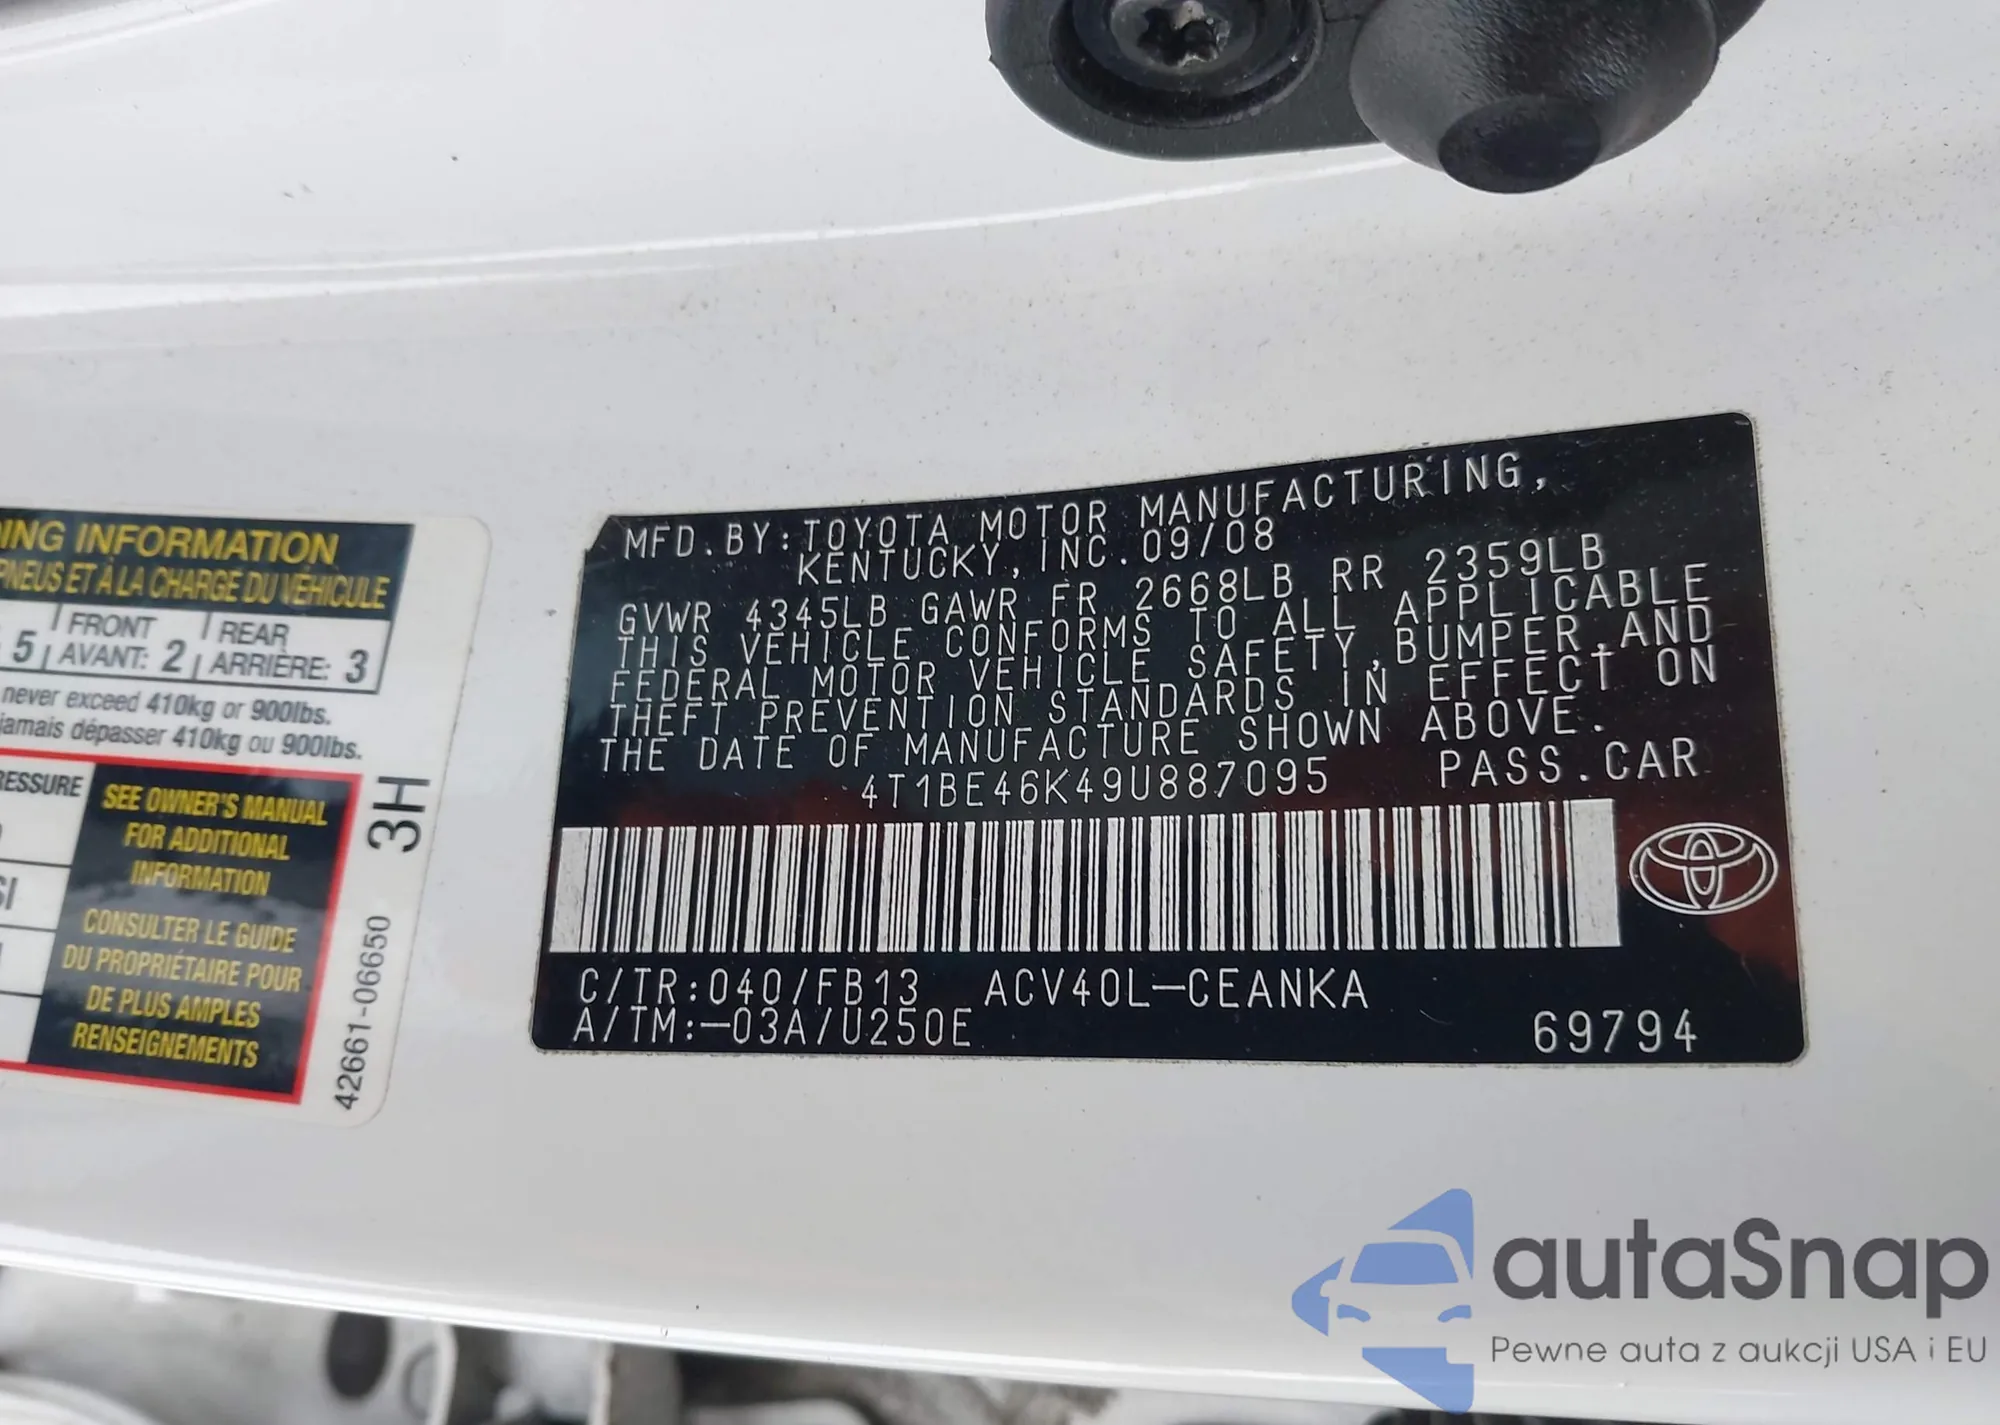 DING INFORMATION
PNEUS ET À LA CHARGE DU VÉHICULE
5 FRONT AVANT: 2 REAR ARRIÈRE: 3
never exceed 410kg or 900lbs.
jamais dépasser 410kg ou 900lbs.
RESSURE
SEE OWNER'S MANUAL
FOR ADDITIONAL
INFORMATION
CONSULTER LE GUIDE
DU PROPRIÉTAIRE POUR
DE PLUS AMPLES
RENSEIGNEMENTS
3H
42661-06650
MFD. BY: TOYOTA MOTOR MANUFACTURING,
KENTUCKY, INC. 09/08
GVWR 4345LB GAWR FR 2668LB RR 2359LB
THIS VEHICLE CONFORMS TO ALL APPLICABLE
FEDERAL MOTOR VEHICLE SAFETY, BUMPER, AND
THEFT PREVENTION STANDARDS IN EFFECT ON
THE DATE OF MANUFACTURE SHOWN ABOVE.
4T1BE46K49U887095 PASS. CAR
C/TR:040/FB13 ACV40L-CEANKA
A/TM:-03A/U250E 69794
autaSnap
Pewne auta z aukcji USA i EU